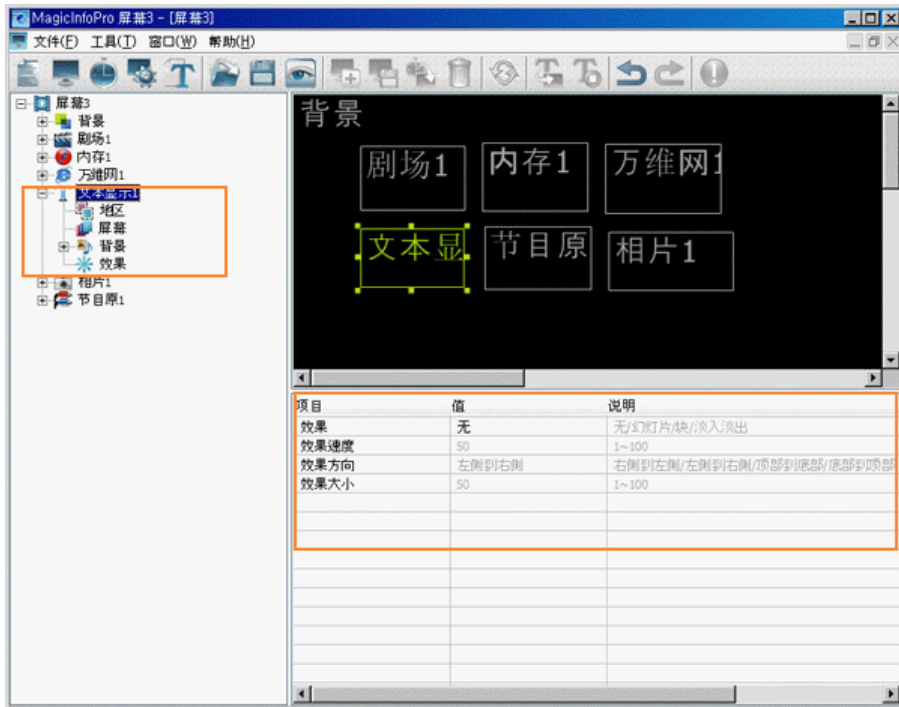 MagicInfoPro 屏幕3 - [屏幕3]
文件(F) 工具(T) 窗口(W) 帮助(H)
屏幕3
背景
剧场1
内存1
万维网1
文本显示1
地区
屏幕
背景
效果
相片1
节目原1
背景
剧场1 内存1 万维网1
文本显 节目原 相片1
项目 值 说明
效果 无 无/幻灯片/块/淡入淡出
效果速度 50 1~100
效果方向 左侧到右侧 右侧到左侧/左侧到右侧/顶部到底部/底部到顶部
效果大小 50 1~100